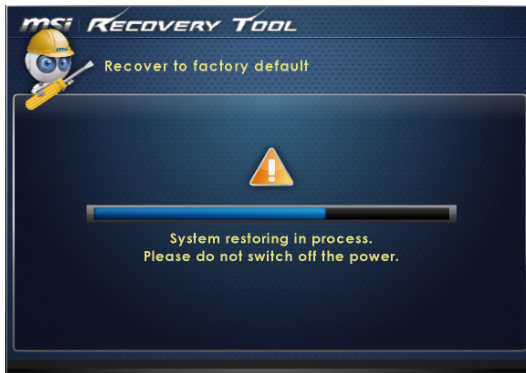 msi RECOVERY TOOL
Recover to factory default
System restoring in process.
Please do not switch off the power.